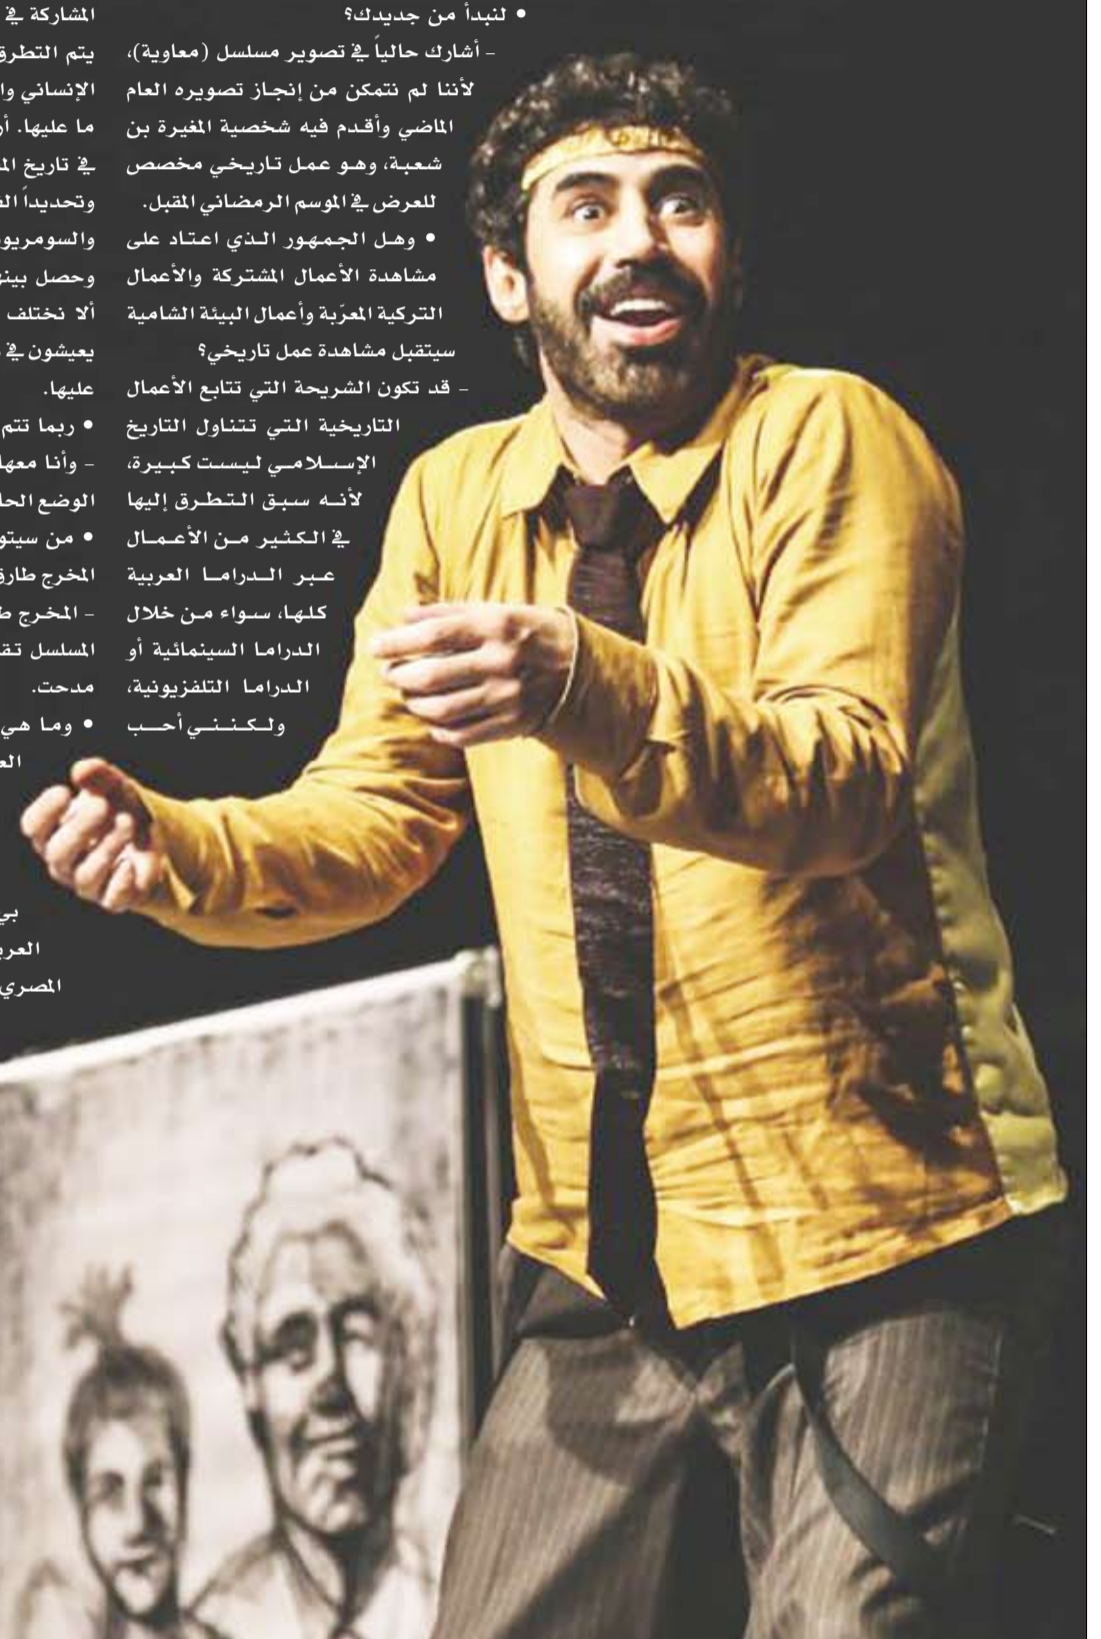 • لنبدأ من جديدك؟
– أشارك حالياً في تصوير مسلسل (معاوية)،
لأننا لم نتمكن من إنجاز تصويره العام
الماضي وأقدم فيه شخصية المغيرة بن
شعبة، وهو عمل تاريخي مخصص
للعرض في الموسم الرمضاني المقبل.
• وهل الجمهور الذي اعتاد على
مشاهدة الأعمال المشتركة والأعمال
التركية المعرّبة وأعمال البيئة الشامية
سيتقبل مشاهدة عمل تاريخي؟
– قد تكون الشريحة التي تتابع الأعمال
التاريخية التي تتناول التاريخ
الإسلامي ليست كبيرة،
لأنه سبق التطرق إليها
في الكثير من الأعمال
عبر الدراما العربية
كلها، سواء من خلال
الدراما السينمائية أو
الدراما التلفزيونية،
ولكنني أحب
المشاركة في
يتم التطرق
الإنساني وا
ما عليها. أر
في تاريخ الم
وتحديداً الف
والسومريو
وحصل بينه
ألا نختلف
يعيشون في
عليها.
• ربما تتم
– وأنا معها
الوضع الحا
• من سيتو
المخرج طارق
– المخرج ط
المسلسل تق
مدحت.
• وما هي
الع
بي
العرب
المصري